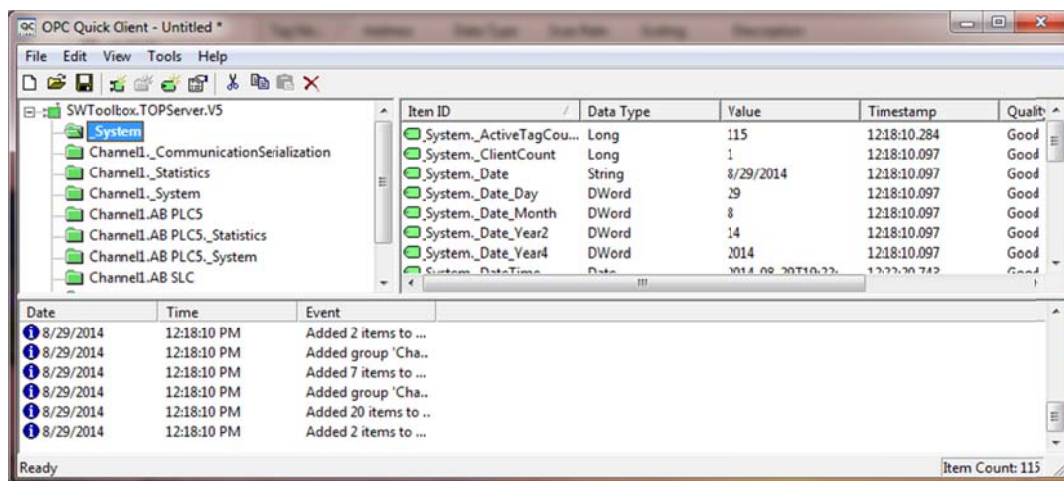 OPC Quick Client - Untitled *
File Edit View Tools Help
SWToolbox.TOPServer.V5
_System
Channel1._CommunicationSerialization
Channel1._Statistics
Channel1._System
Channel1.AB PLC5
Channel1.AB PLC5._Statistics
Channel1.AB PLC5._System
Channel1.AB SLC
Item ID Data Type Value Timestamp Quality
_System._ActiveTagCou... Long 115 12:18:10.284 Good
_System._ClientCount Long 1 12:18:10.097 Good
_System._Date String 8/29/2014 12:18:10.097 Good
_System._Date_Day DWord 29 12:18:10.097 Good
_System._Date_Month DWord 8 12:18:10.097 Good
_System._Date_Year2 DWord 14 12:18:10.097 Good
_System._Date_Year4 DWord 2014 12:18:10.097 Good
_System._DateTime Date 12:22:20.743 Good
Date Time Event
8/29/2014 12:18:10 PM Added 2 items to ...
8/29/2014 12:18:10 PM Added group 'Cha..
8/29/2014 12:18:10 PM Added 7 items to ...
8/29/2014 12:18:10 PM Added group 'Cha..
8/29/2014 12:18:10 PM Added 20 items to ..
8/29/2014 12:18:10 PM Added 2 items to ...
Ready Item Count: 115